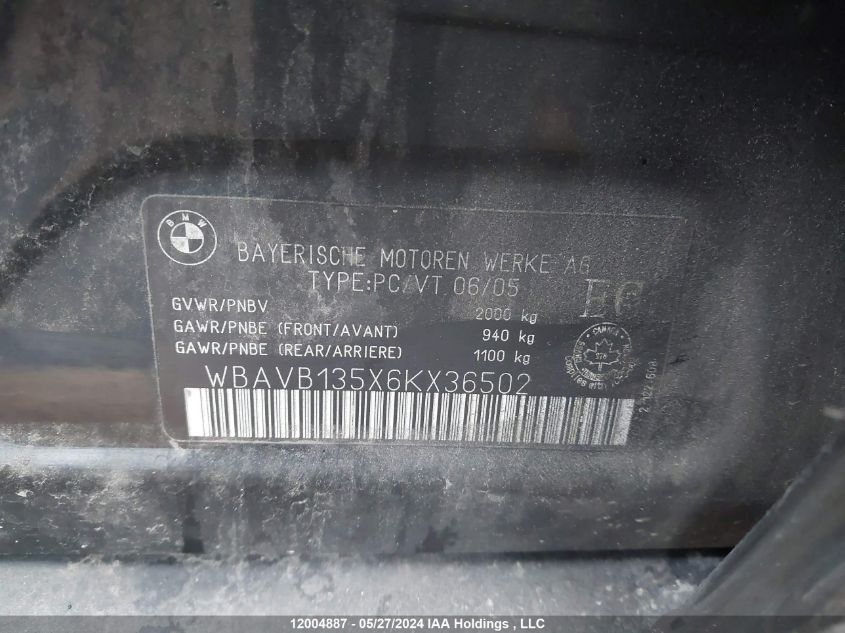 BMW
BAYERISCHE MOTOREN WERKE AG
TYPE:PC/VT 06/05
GVWR/PNBV 2000 kg
GAWR/PNBE (FRONT/AVANT) 940 kg
GAWR/PNBE (REAR/ARRIERE) 1100 kg
CANADA
WBAVB135X6KX36502
12004887 - 05/27/2024 IAA Holdings , LLC